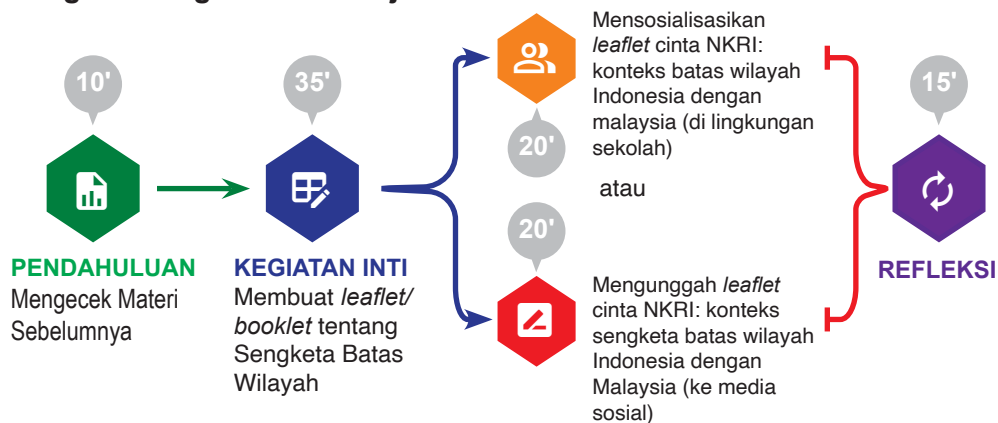 10'
PENDAHULUAN
Mengecek Materi
Sebelumnya
35'
KEGIATAN INTI
Membuat leaflet/
booklet tentang
Sengketa Batas
Wilayah
20'
Mensosialisasikan
leaflet cinta NKRI:
konteks batas wilayah
Indonesia dengan
malaysia (di lingkungan
sekolah)
atau
20'
Mengunggah leaflet
cinta NKRI: konteks
sengketa batas wilayah
Indonesia dengan
Malaysia (ke media
sosial)
15'
REFLEKSI